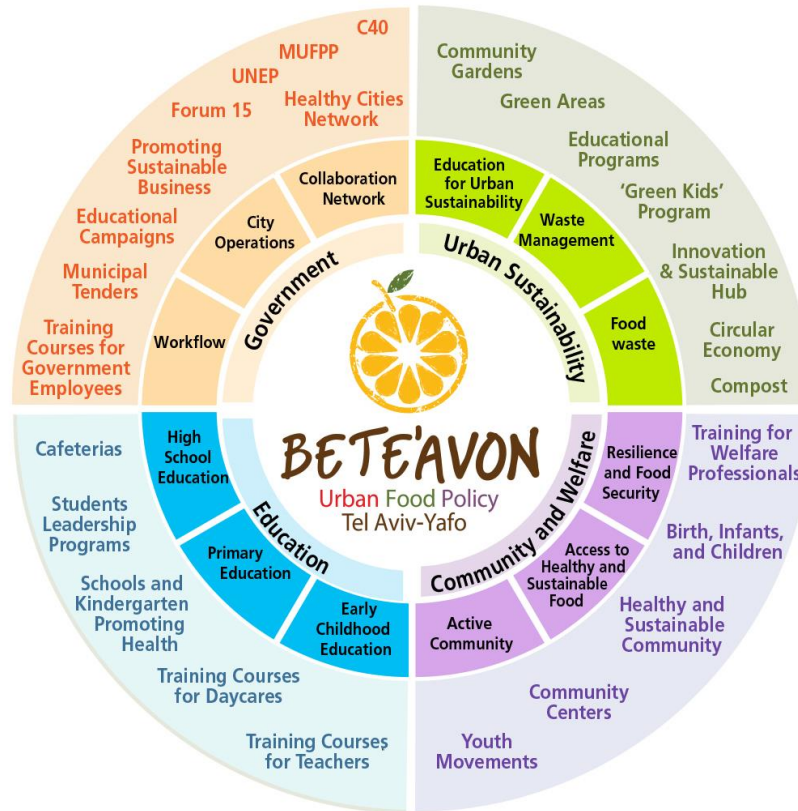 C40
MUFPP
UNEP
Forum 15
Healthy Cities
Network
Promoting
Sustainable
Business
Educational
Campaigns
Municipal
Tenders
Training
Courses for
Government
Employees
Collaboration
Network
City
Operations
Workflow
Government
Community
Gardens
Green Areas
Educational
Programs
‘Green Kids’
Program
Innovation
& Sustainable
Hub
Circular
Economy
Compost
Education
for Urban
Sustainability
Waste
Management
Food
waste
Urban Sustainability
BETE'AVON
Urban Food Policy
Tel Aviv-Yafo
Cafeterias
Students
Leadership
Programs
Schools and
Kindergarten
Promoting
Health
Training Courses
for Daycares
Training Courses
for Teachers
High
School
Education
Primary
Education
Early
Childhood
Education
Education
Training for
Welfare
Professionals
Birth, Infants,
and Children
Healthy and
Sustainable
Community
Community
Centers
Youth
Movements
Resilience
and Food
Security
Access to
Healthy and
Sustainable
Food
Active
Community
Community and Welfare